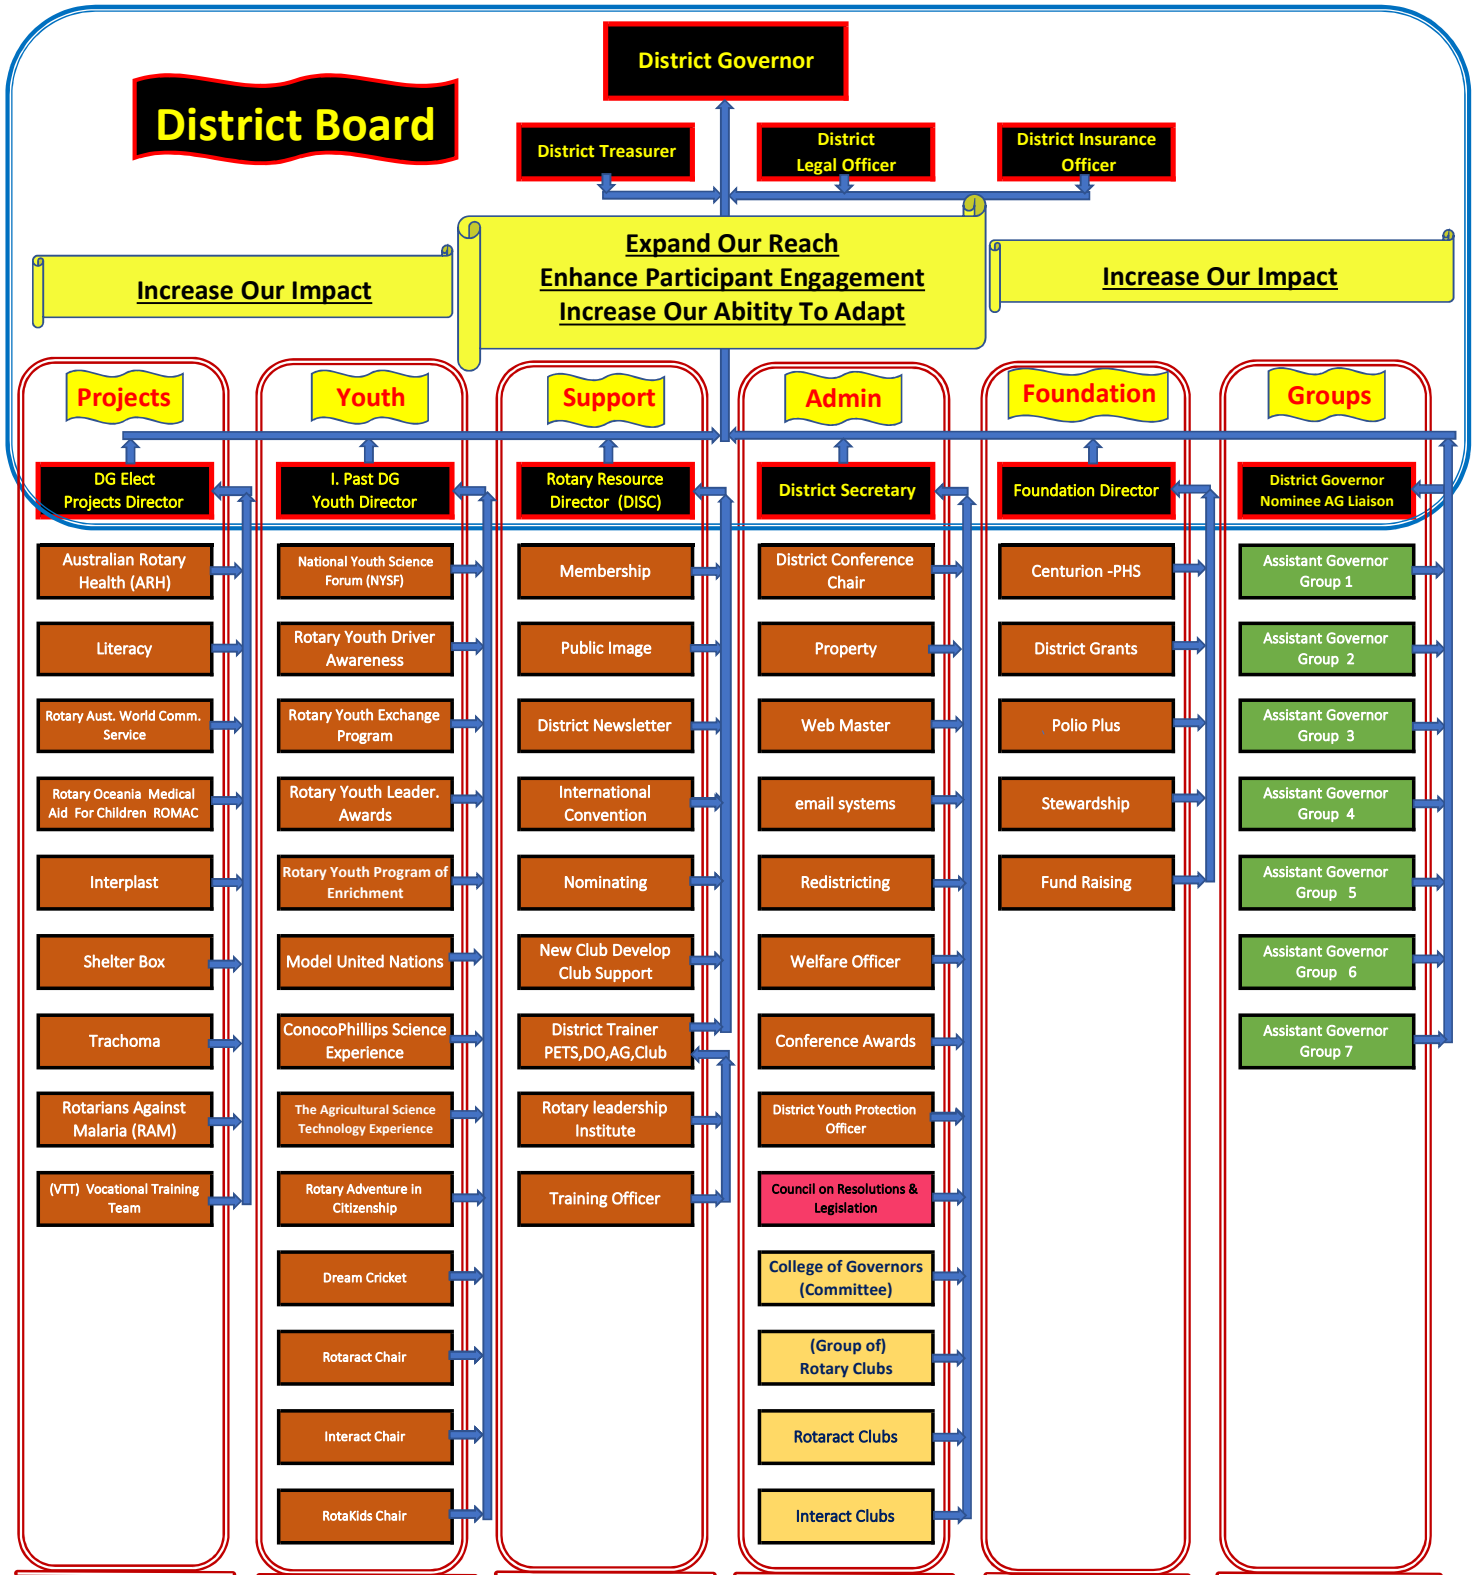 District Governor
District Board
District Treasurer
District
Legal Officer
District Insurance
Officer
Expand Our Reach
Enhance Participant Engagement
Increase Our Abitity To Adapt
Increase Our Impact
Increase Our Impact
Projects
DG Elect
Projects Director
Australian Rotary
Health (ARH)
Literacy
Rotary Aust. World Comm.
Service
Rotary Oceania Medical
Aid For Children ROMAC
Interplast
Shelter Box
Trachoma
Rotarians Against
Malaria (RAM)
(VTT) Vocational Training
Team
Youth
I. Past DG
Youth Director
National Youth Science
Forum (NYSF)
Rotary Youth Driver
Awareness
Rotary Youth Exchange
Program
Rotary Youth Leader.
Awards
Rotary Youth Program of
Enrichment
Model United Nations
ConocoPhillips Science
Experience
The Agricultural Science
Technology Experience
Rotary Adventure in
Citizenship
Dream Cricket
Rotaract Chair
Interact Chair
RotaKids Chair
Support
Rotary Resource
Director (DISC)
Membership
Public Image
District Newsletter
International
Convention
Nominating
New Club Develop
Club Support
District Trainer
PETS,DO,AG,Club
Rotary leadership
Institute
Training Officer
Admin
District Secretary
District Conference
Chair
Property
Web Master
email systems
Redistricting
Welfare Officer
Conference Awards
District Youth Protection
Officer
Council on Resolutions &
Legislation
College of Governors
(Committee)
(Group of)
Rotary Clubs
Rotaract Clubs
Interact Clubs
Foundation
Foundation Director
Centurion -PHS
District Grants
Polio Plus
Stewardship
Fund Raising
Groups
District Governor
Nominee AG Liaison
Assistant Governor
Group 1
Assistant Governor
Group 2
Assistant Governor
Group 3
Assistant Governor
Group 4
Assistant Governor
Group 5
Assistant Governor
Group 6
Assistant Governor
Group 7